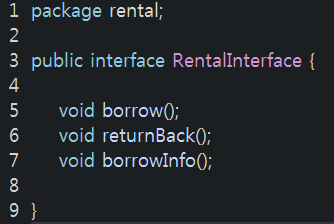 1 package rental;
2
3 public interface RentalInterface {
4
5 void borrow();
6 void returnBack();
7 void borrowInfo();
8
9 }